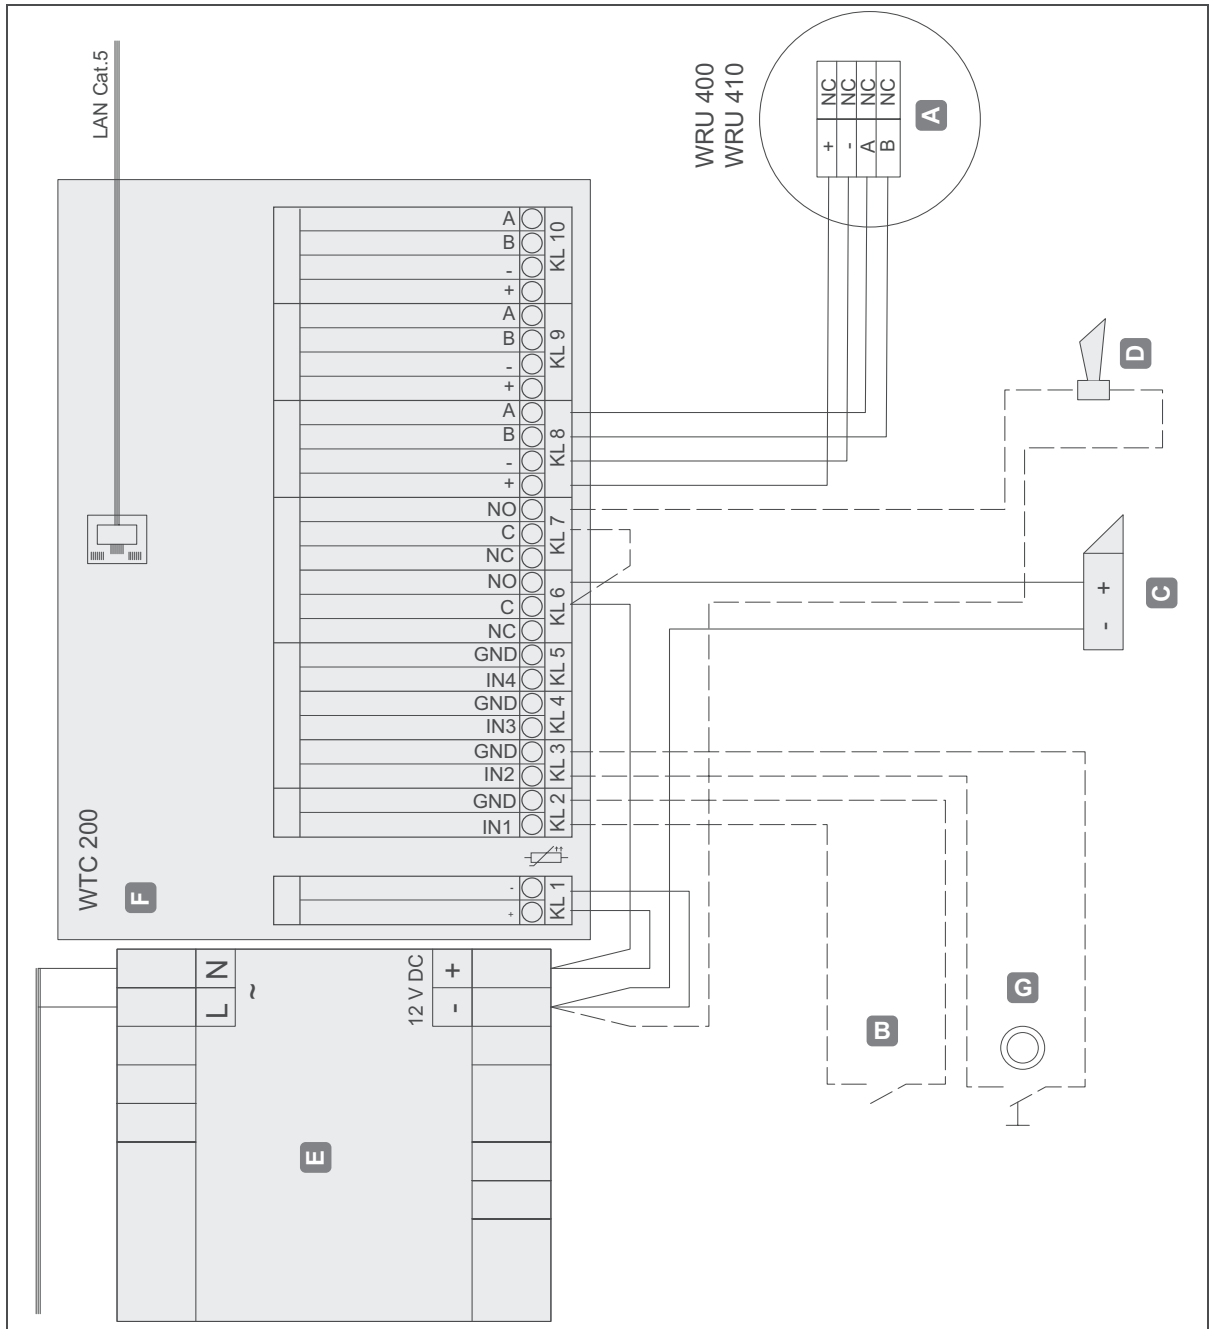 LAN Cat.5
WRU 400
WRU 410
NC
NC
NC
NC
+
-
A
B
A
A
B
-
+
KL 10
A
B
-
+
KL 9
A
B
-
+
KL 8
NO
C
NC
KL 7
NO
C
NC
KL 6
GND
IN4
KL 5
GND
IN3
KL 4
GND
IN2
KL 3
GND
IN1
KL 2
-
+
KL 1
WTC 200
F
D
+
-
C
L N
~
12 V DC
- +
E
B
G